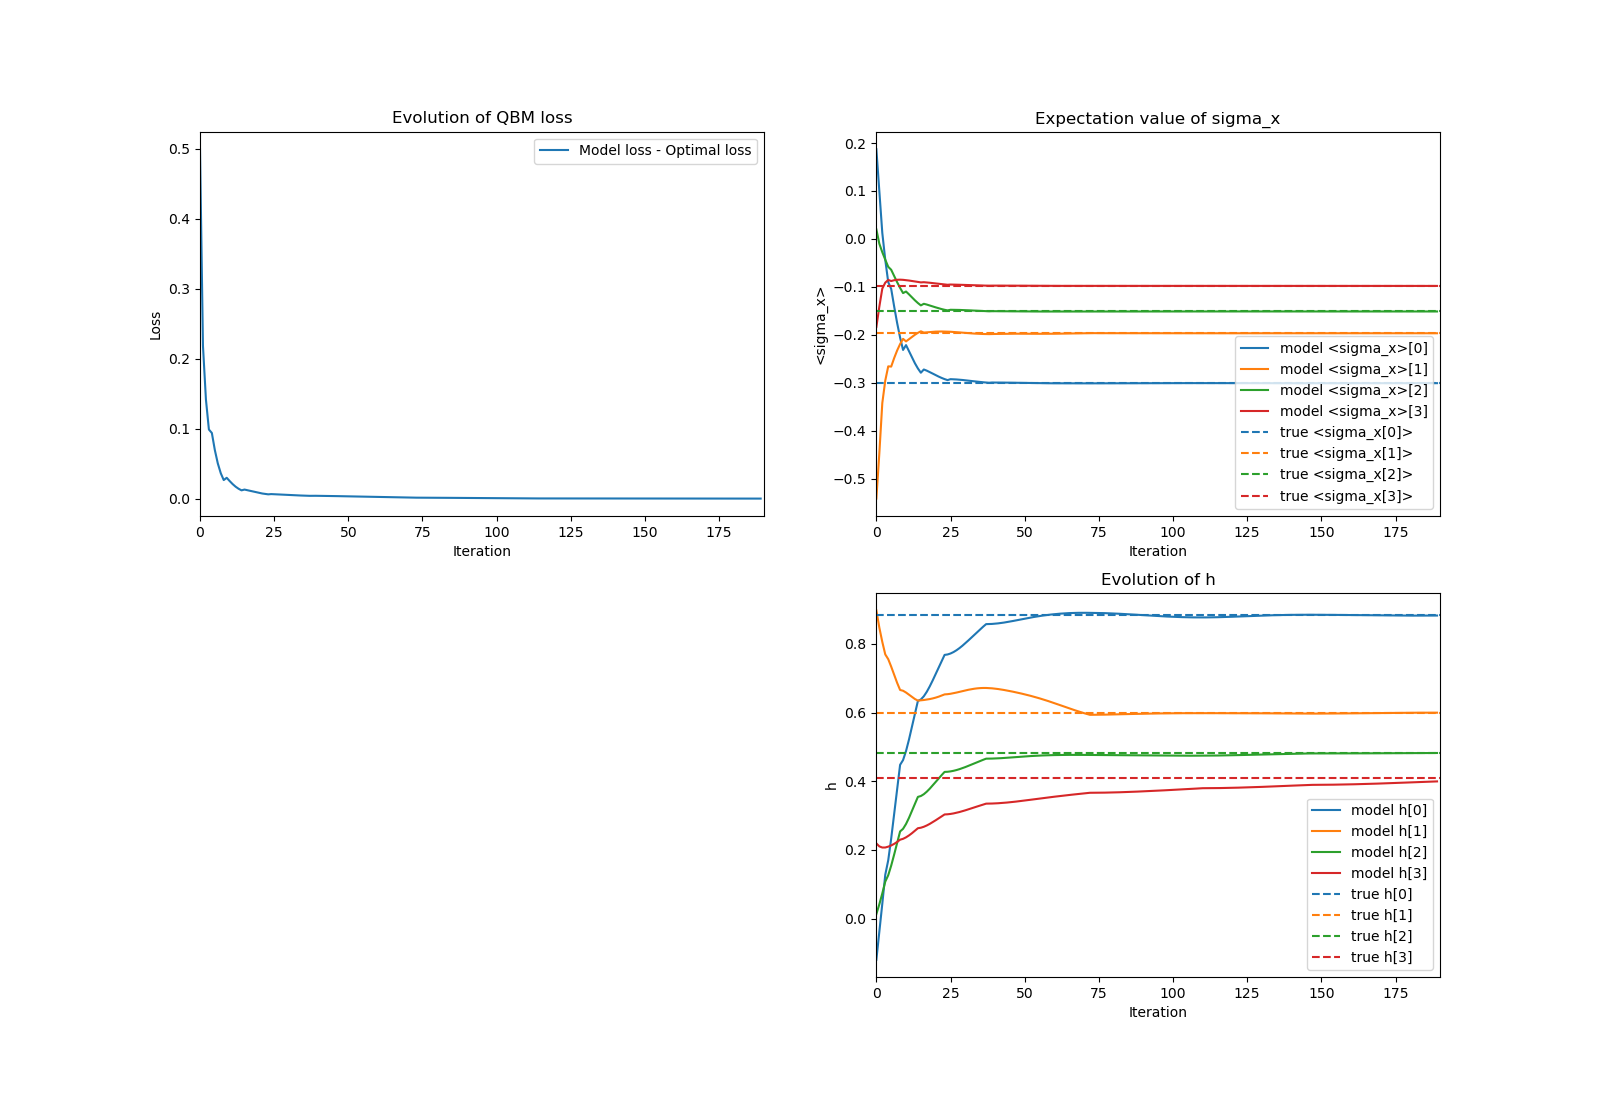 Evolution of QBM loss
Model loss - Optimal loss
0.5
0.4
0.3
0.2
0.1
0.0
Loss
0 25 50 75 100 125 150 175
Iteration
Expectation value of sigma_x
0.2
0.1
0.0
−0.1
−0.2
−0.3
−0.4
−0.5
<sigma_x>
model <sigma_x>[0]
model <sigma_x>[1]
model <sigma_x>[2]
model <sigma_x>[3]
true <sigma_x[0]>
true <sigma_x[1]>
true <sigma_x[2]>
true <sigma_x[3]>
0 25 50 75 100 125 150 175
Iteration
Evolution of h
0.8
0.6
0.4
0.2
0.0
h
model h[0]
model h[1]
model h[2]
model h[3]
true h[0]
true h[1]
true h[2]
true h[3]
0 25 50 75 100 125 150 175
Iteration